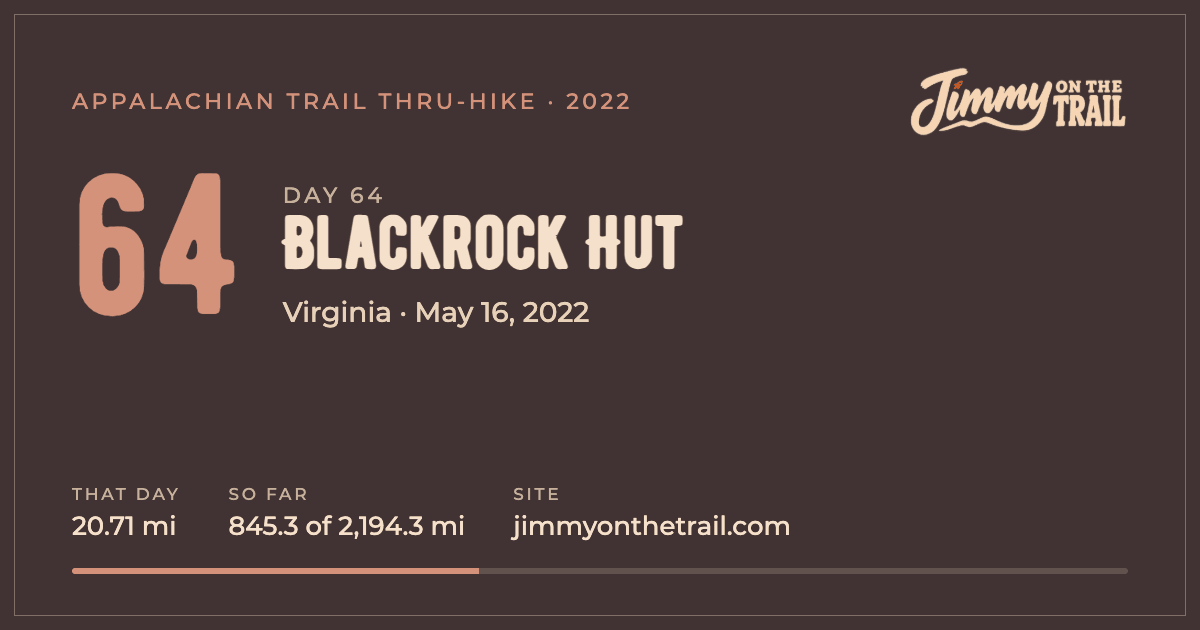 APPALACHIAN TRAIL THRU-HIKE · 2022
Jimmy ON THE TRAIL
64
DAY 64
BLACKROCK HUT
Virginia · May 16, 2022
THAT DAY
20.71 mi
SO FAR
845.3 of 2,194.3 mi
SITE
jimmyonthetrail.com